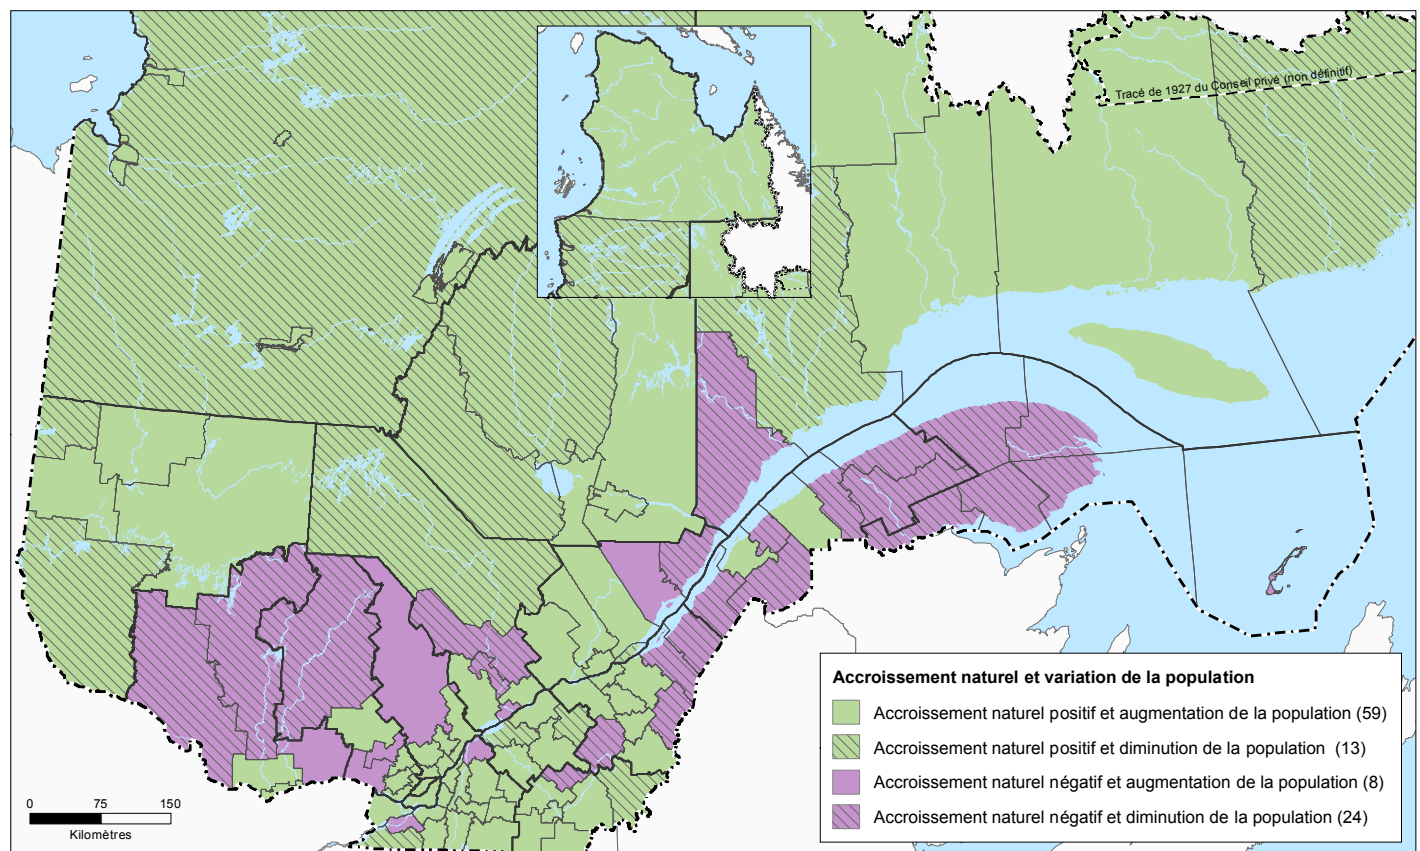 Tracé de 1927 du Conseil privé (non définitif)
Accroissement naturel et variation de la population
Accroissement naturel positif et augmentation de la population (59)
Accroissement naturel positif et diminution de la population (13)
Accroissement naturel négatif et augmentation de la population (8)
Accroissement naturel négatif et diminution de la population (24)
0 75 150
Kilomètres